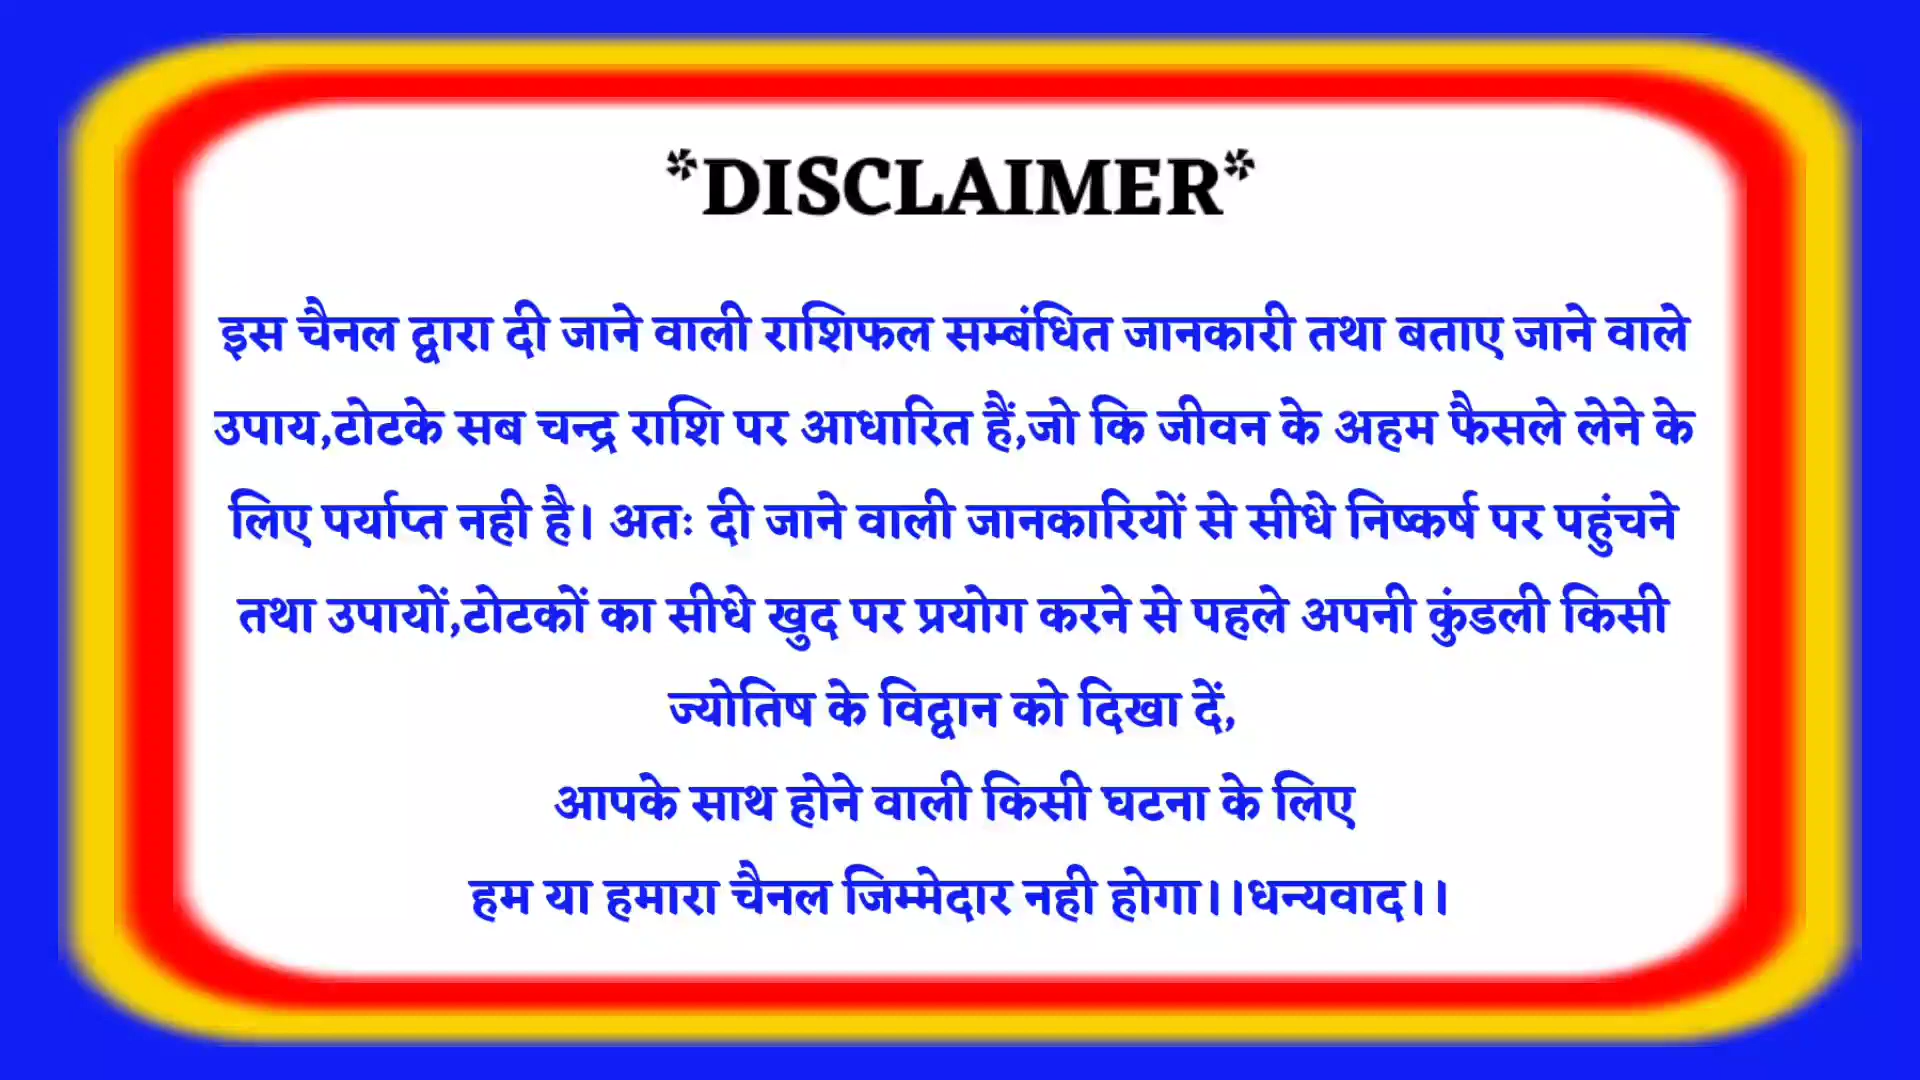 *DISCLAIMER*
इस चैनल द्वारा दी जाने वाली राशिफल सम्बंधित जानकारी तथा बताए जाने वाले
उपाय,टोटके सब चन्द्र राशि पर आधारित हैं,जो कि जीवन के अहम फैसले लेने के
लिए पर्याप्त नही है। अतः दी जाने वाली जानकारियों से सीधे निष्कर्ष पर पहुंचने
तथा उपायों,टोटकों का सीधे खुद पर प्रयोग करने से पहले अपनी कुंडली किसी
ज्योतिष के विद्वान को दिखा दें,
आपके साथ होने वाली किसी घटना के लिए
हम या हमारा चैनल जिम्मेदार नही होगा।।धन्यवाद।।